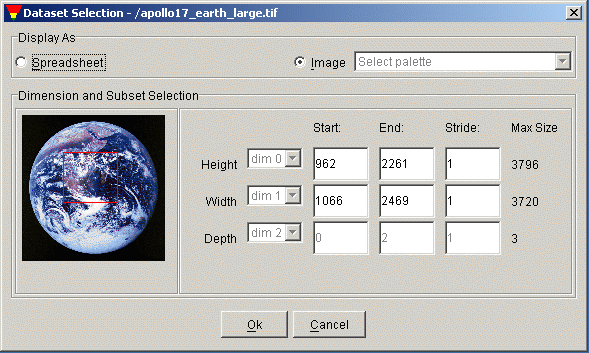 Dataset Selection - /apollo17_earth_large.tif
Display As
Spreadsheet Image Select palette
Dimension and Subset Selection
Start: End: Stride: Max Size
Height dim 0 962 2261 1 3796
Width dim 1 1066 2469 1 3720
Depth dim 2 0 2 1 3
Ok Cancel